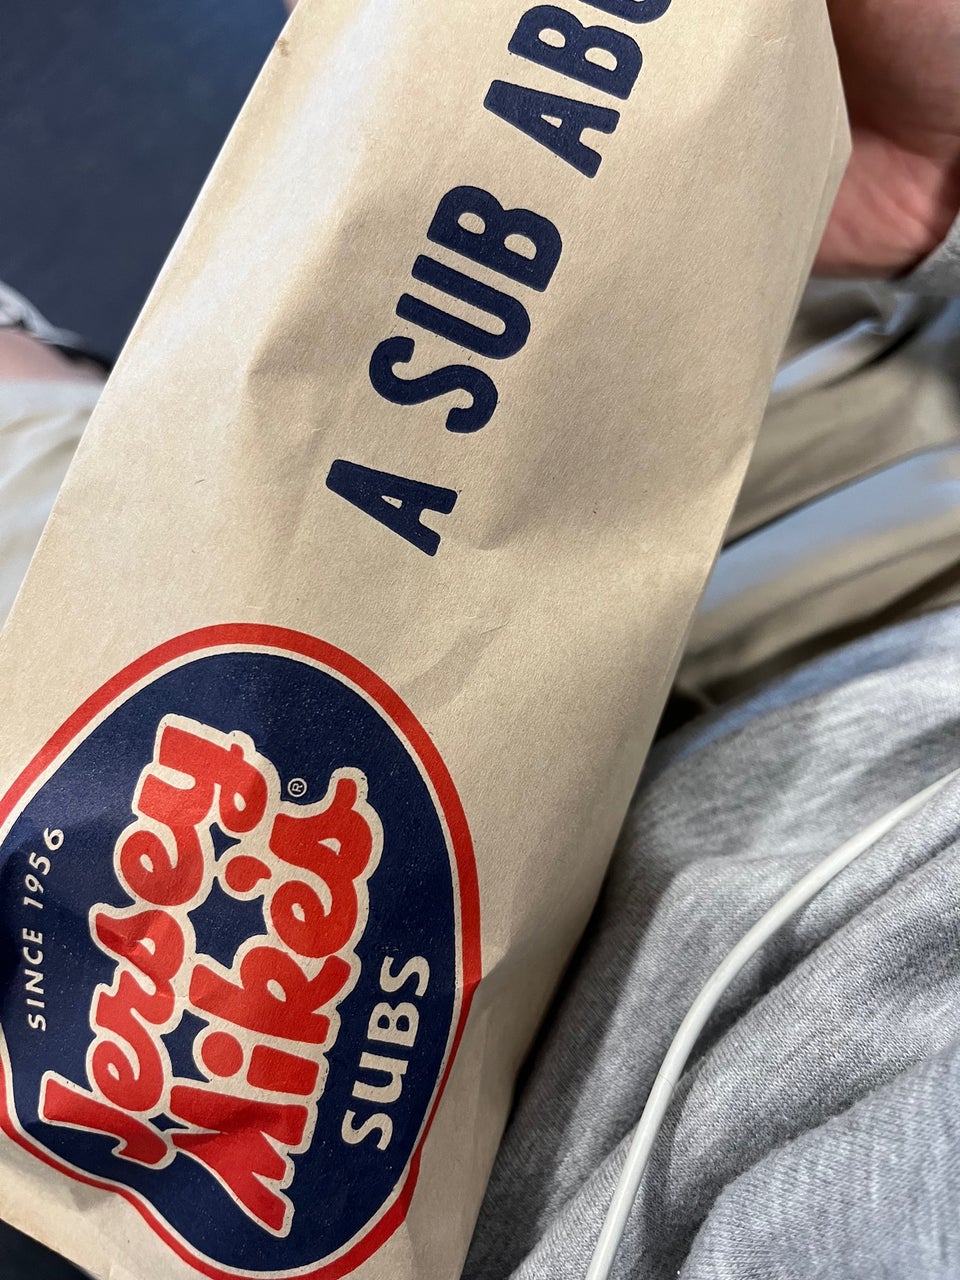 A SUB
SINCE 1956
Jersey
Mike's®
SUBS